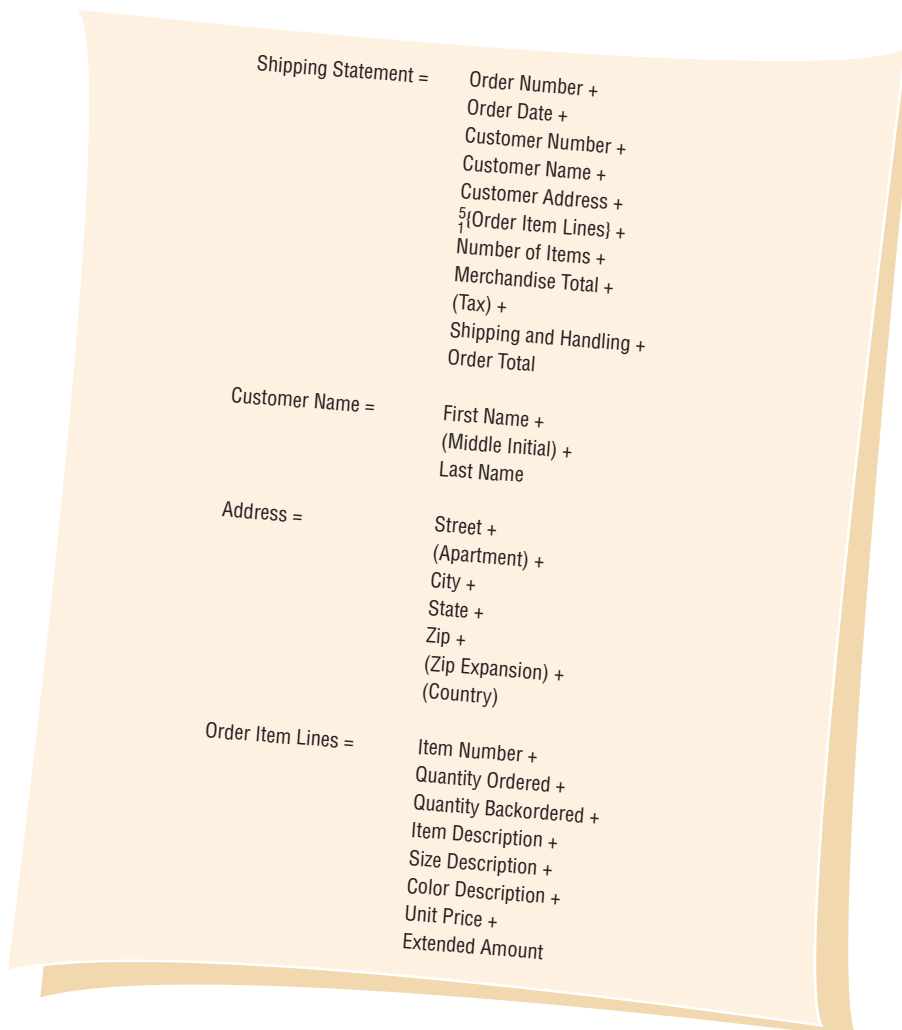 Shipping Statement = Order Number +
Order Date +
Customer Number +
Customer Name +
Customer Address +
5
1{Order Item Lines} +
Number of Items +
Merchandise Total +
(Tax) +
Shipping and Handling +
Order Total
Customer Name = First Name +
(Middle Initial) +
Last Name
Address = Street +
(Apartment) +
City +
State +
Zip +
(Zip Expansion) +
(Country)
Order Item Lines = Item Number +
Quantity Ordered +
Quantity Backordered +
Item Description +
Size Description +
Color Description +
Unit Price +
Extended Amount